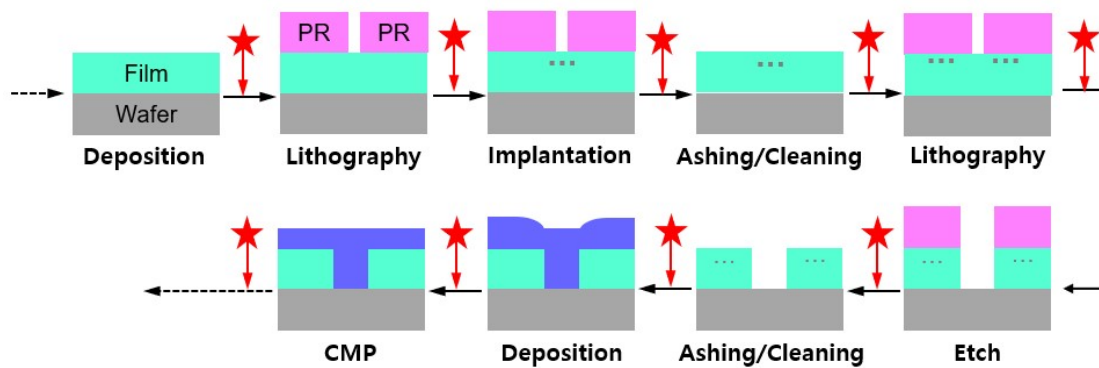 PR PR
Film
Wafer
Deposition
Lithography
Implantation
Ashing/Cleaning
Lithography
CMP
Deposition
Ashing/Cleaning
Etch